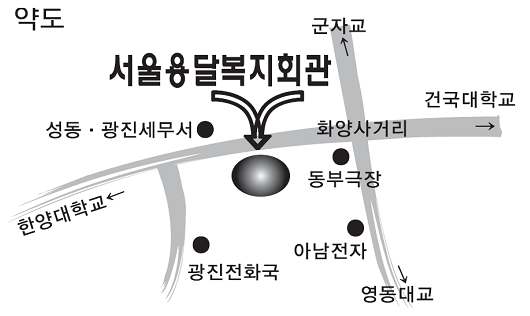 약도
군자교
서울용달복지회관
건국대학교
성동·광진세무서
화양사거리
동부극장
한양대학교
아남전자
광진전화국
영동대교